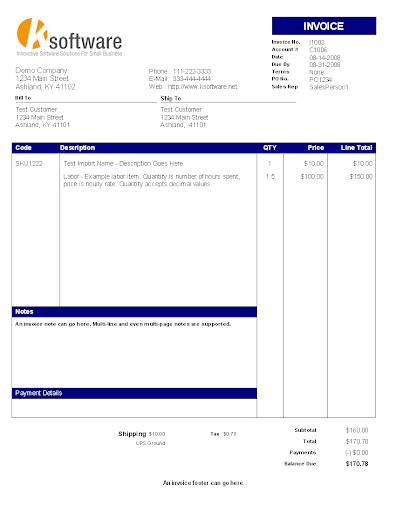 Ksoftware
Innovative Software Solutions For Small Business
INVOICE
Invoice No. I1003
Account # C1006
Date 08-14-2008
Due By 08-31-2008
Terms None
PO No. PO1234
Sales Rep SalesPerson1
Demo Company
1234 Main Street
Ashland, KY 41102
Phone : 111-222-3333
E-Mail : 333-444-4444
Web : http://www.ksoftware.net
Bill To Ship To
Test Customer Test Customer
1234 Main Street 1234 Main Street
Ashland, KY 41101 Ashland, 41101
Code Description QTY Price Line Total
SKU1222 Test Import Name - Description Goes Here 1 $10.00 $10.00
Labor - Example labor item. Quantity is number of hours spent, 1.5 $100.00 $150.00
price is hourly rate. Quantity accepts decimal values.
Notes
An invoice note can go here. Multi-line and even multi-page notes are supported.
Payment Details
Shipping $10.00 Tax $0.78
UPS Ground
Subtotal $160.00
Total $170.78
Payments (-) $0.00
Balance Due $170.78
An invoice footer can go here